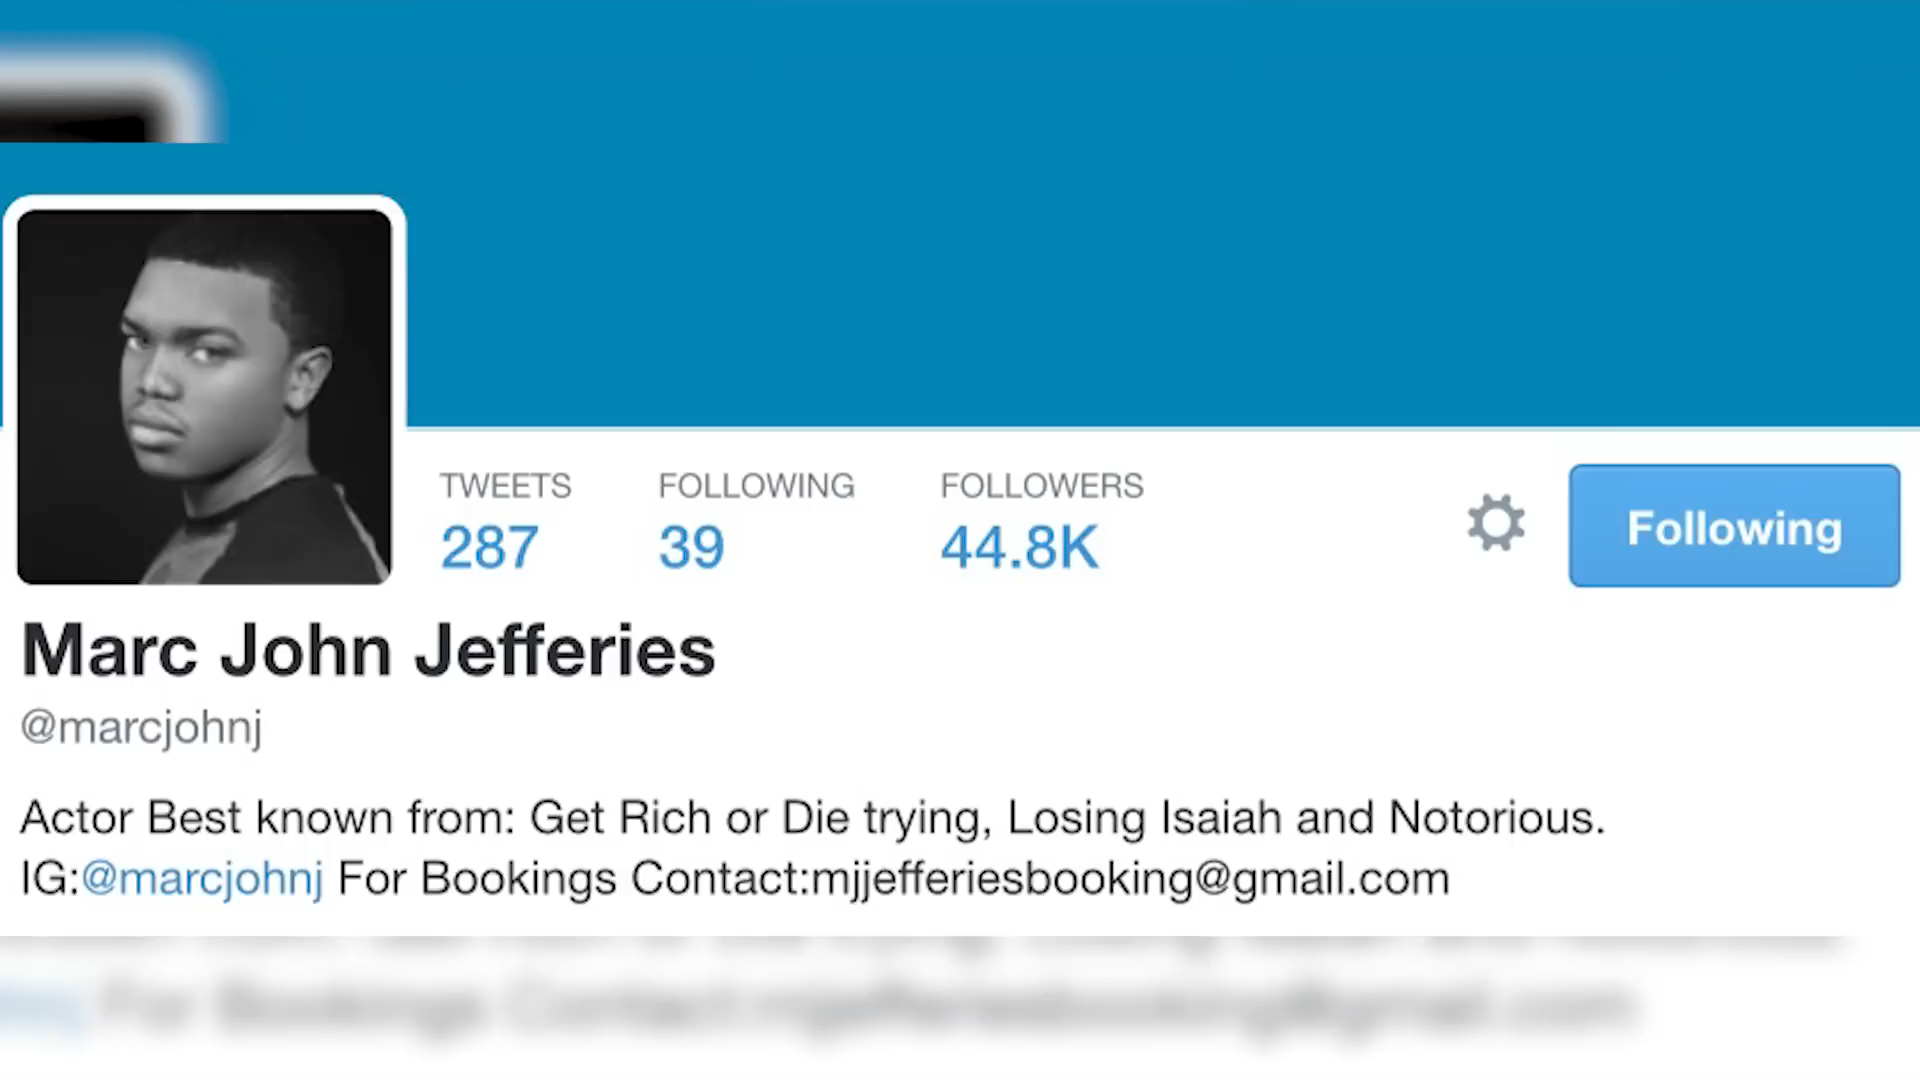 TWEETS FOLLOWING FOLLOWERS
287 39 44.8K
Following
Marc John Jefferies
@marcjohnj
Actor Best known from: Get Rich or Die trying, Losing Isaiah and Notorious.
IG:@marcjohnj For Bookings Contact:mjjefferiesbooking@gmail.com